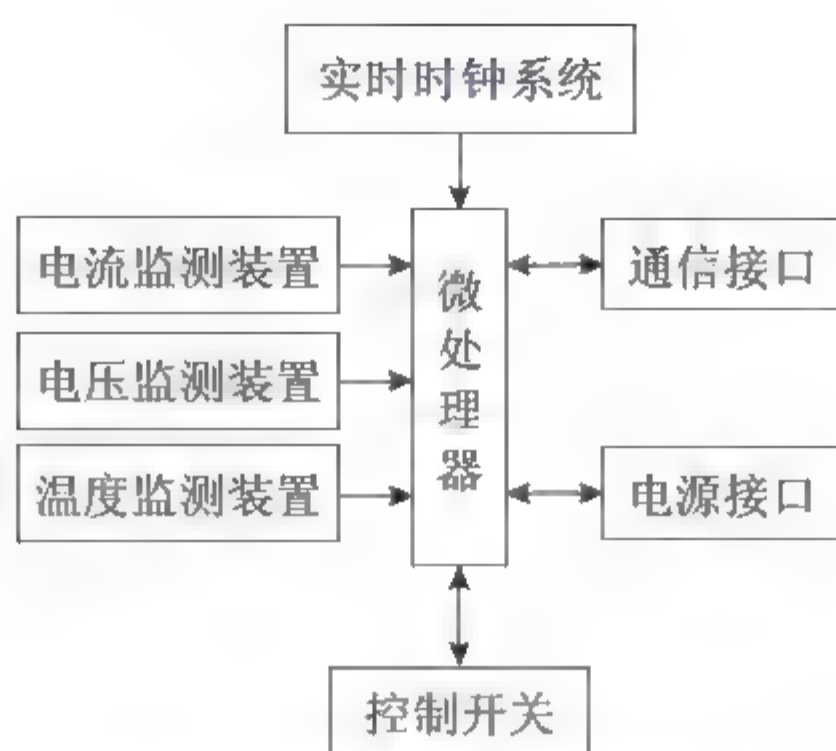 实时时钟系统
电流监测装置
电压监测装置
温度监测装置
微处理器
通信接口
电源接口
控制开关